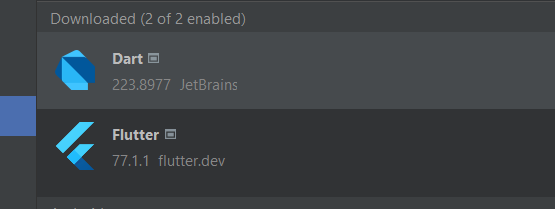 Downloaded (2 of 2 enabled)
Dart
223.8977 JetBrains
Flutter
77.1.1 flutter.dev